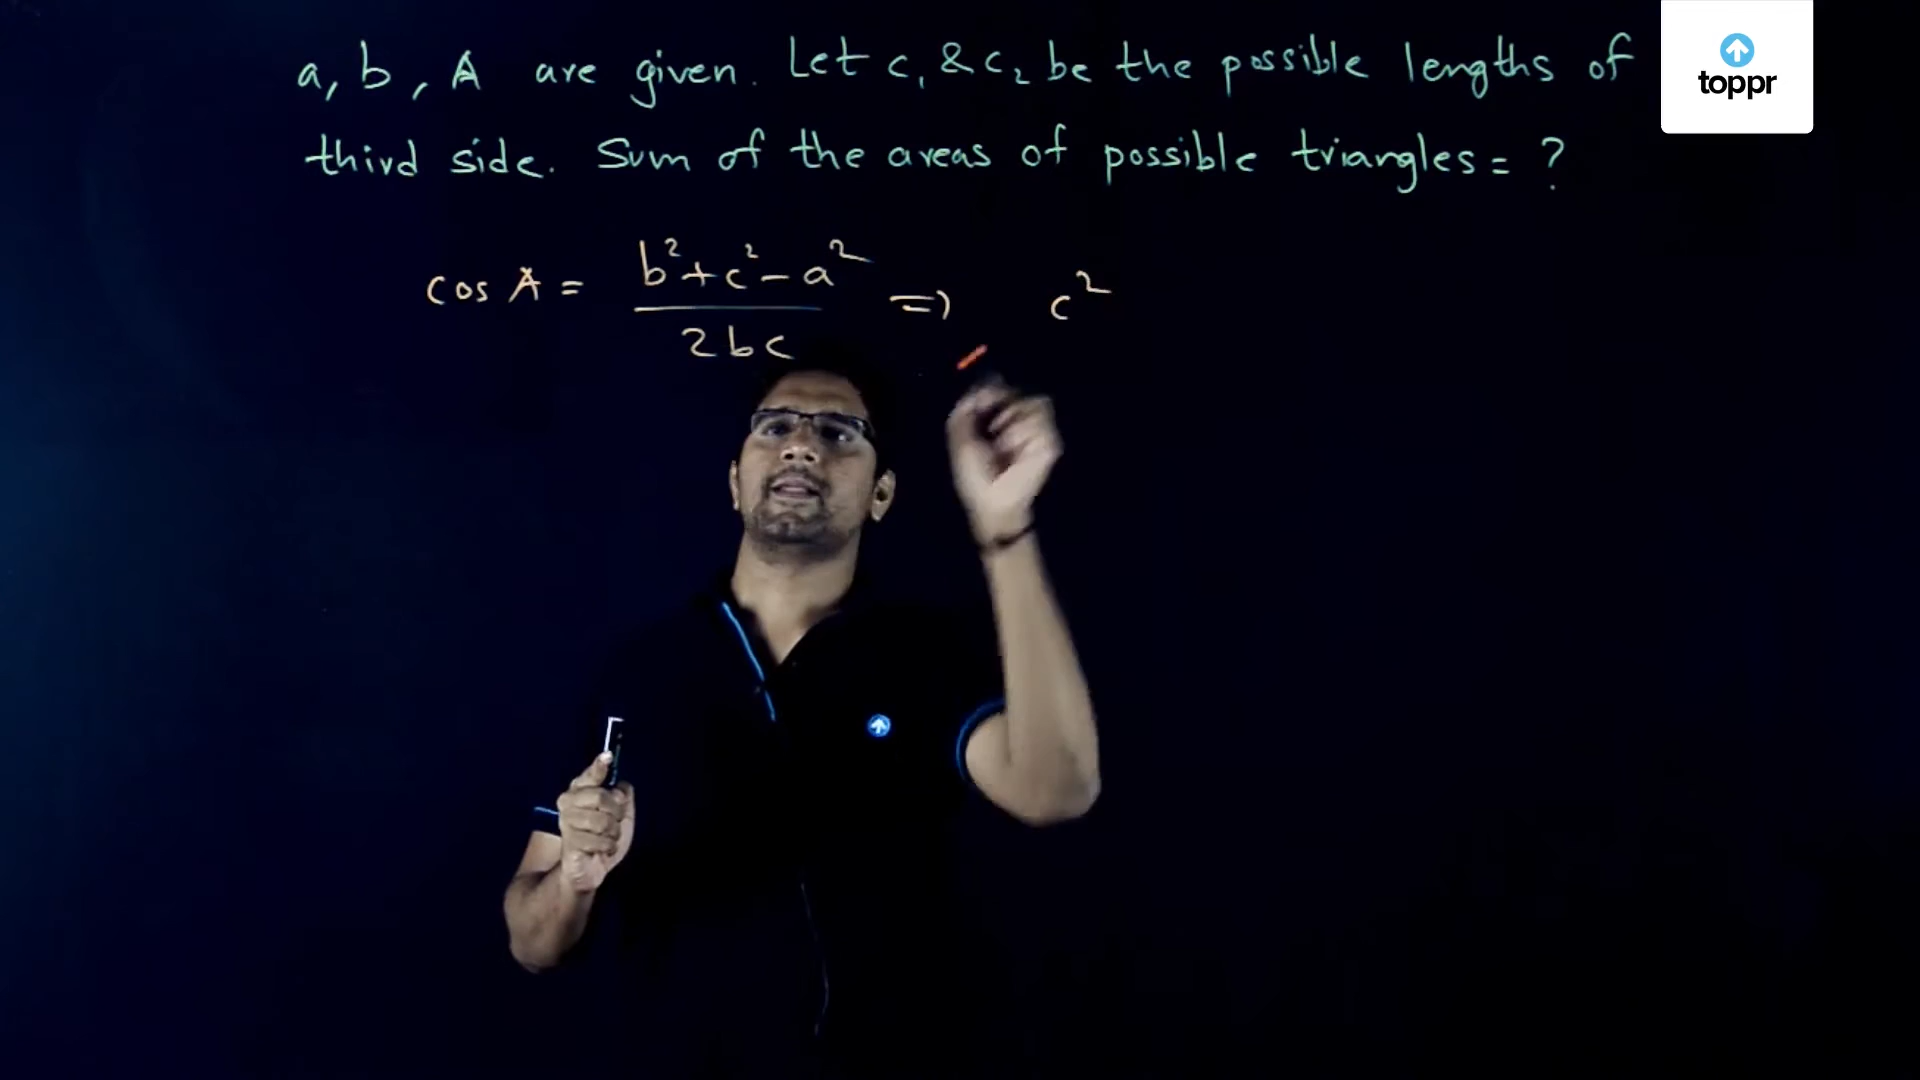 a, b, A are given. Let c₁ & c₂ be the possible lengths of
third side. Sum of the areas of possible triangles = ?
cos A = (b² + c² - a²) / 2bc ⇒ c²
toppr